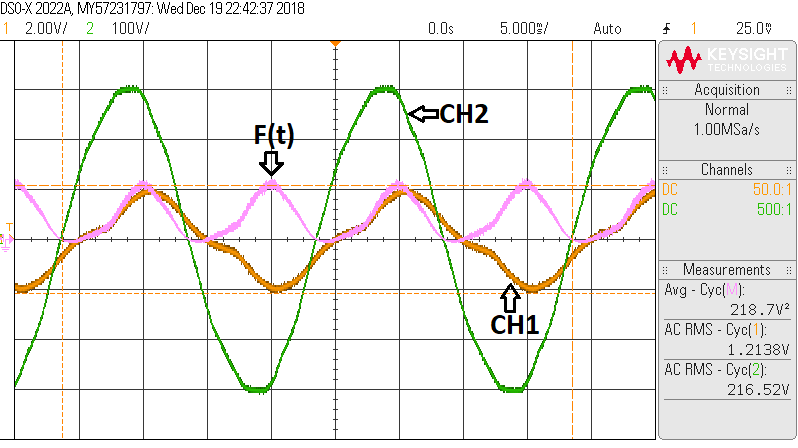 DSO-X 2022A, MY57231797: Wed Dec 19 22:42:37 2018
1 2.00V/ 2 100V/ 0.0s 5.000ms/ Auto 25.0m
KEYSIGHT
TECHNOLOGIES
Acquisition
Normal
1.00MSa/s
Channels
DC 50.0:1
DC 500:1
Measurements
Avg - Cyc(M):
218.7V²
AC RMS - Cyc(1):
1.2138V
AC RMS - Cyc(2):
216.52V
CH2
F(t)
CH1